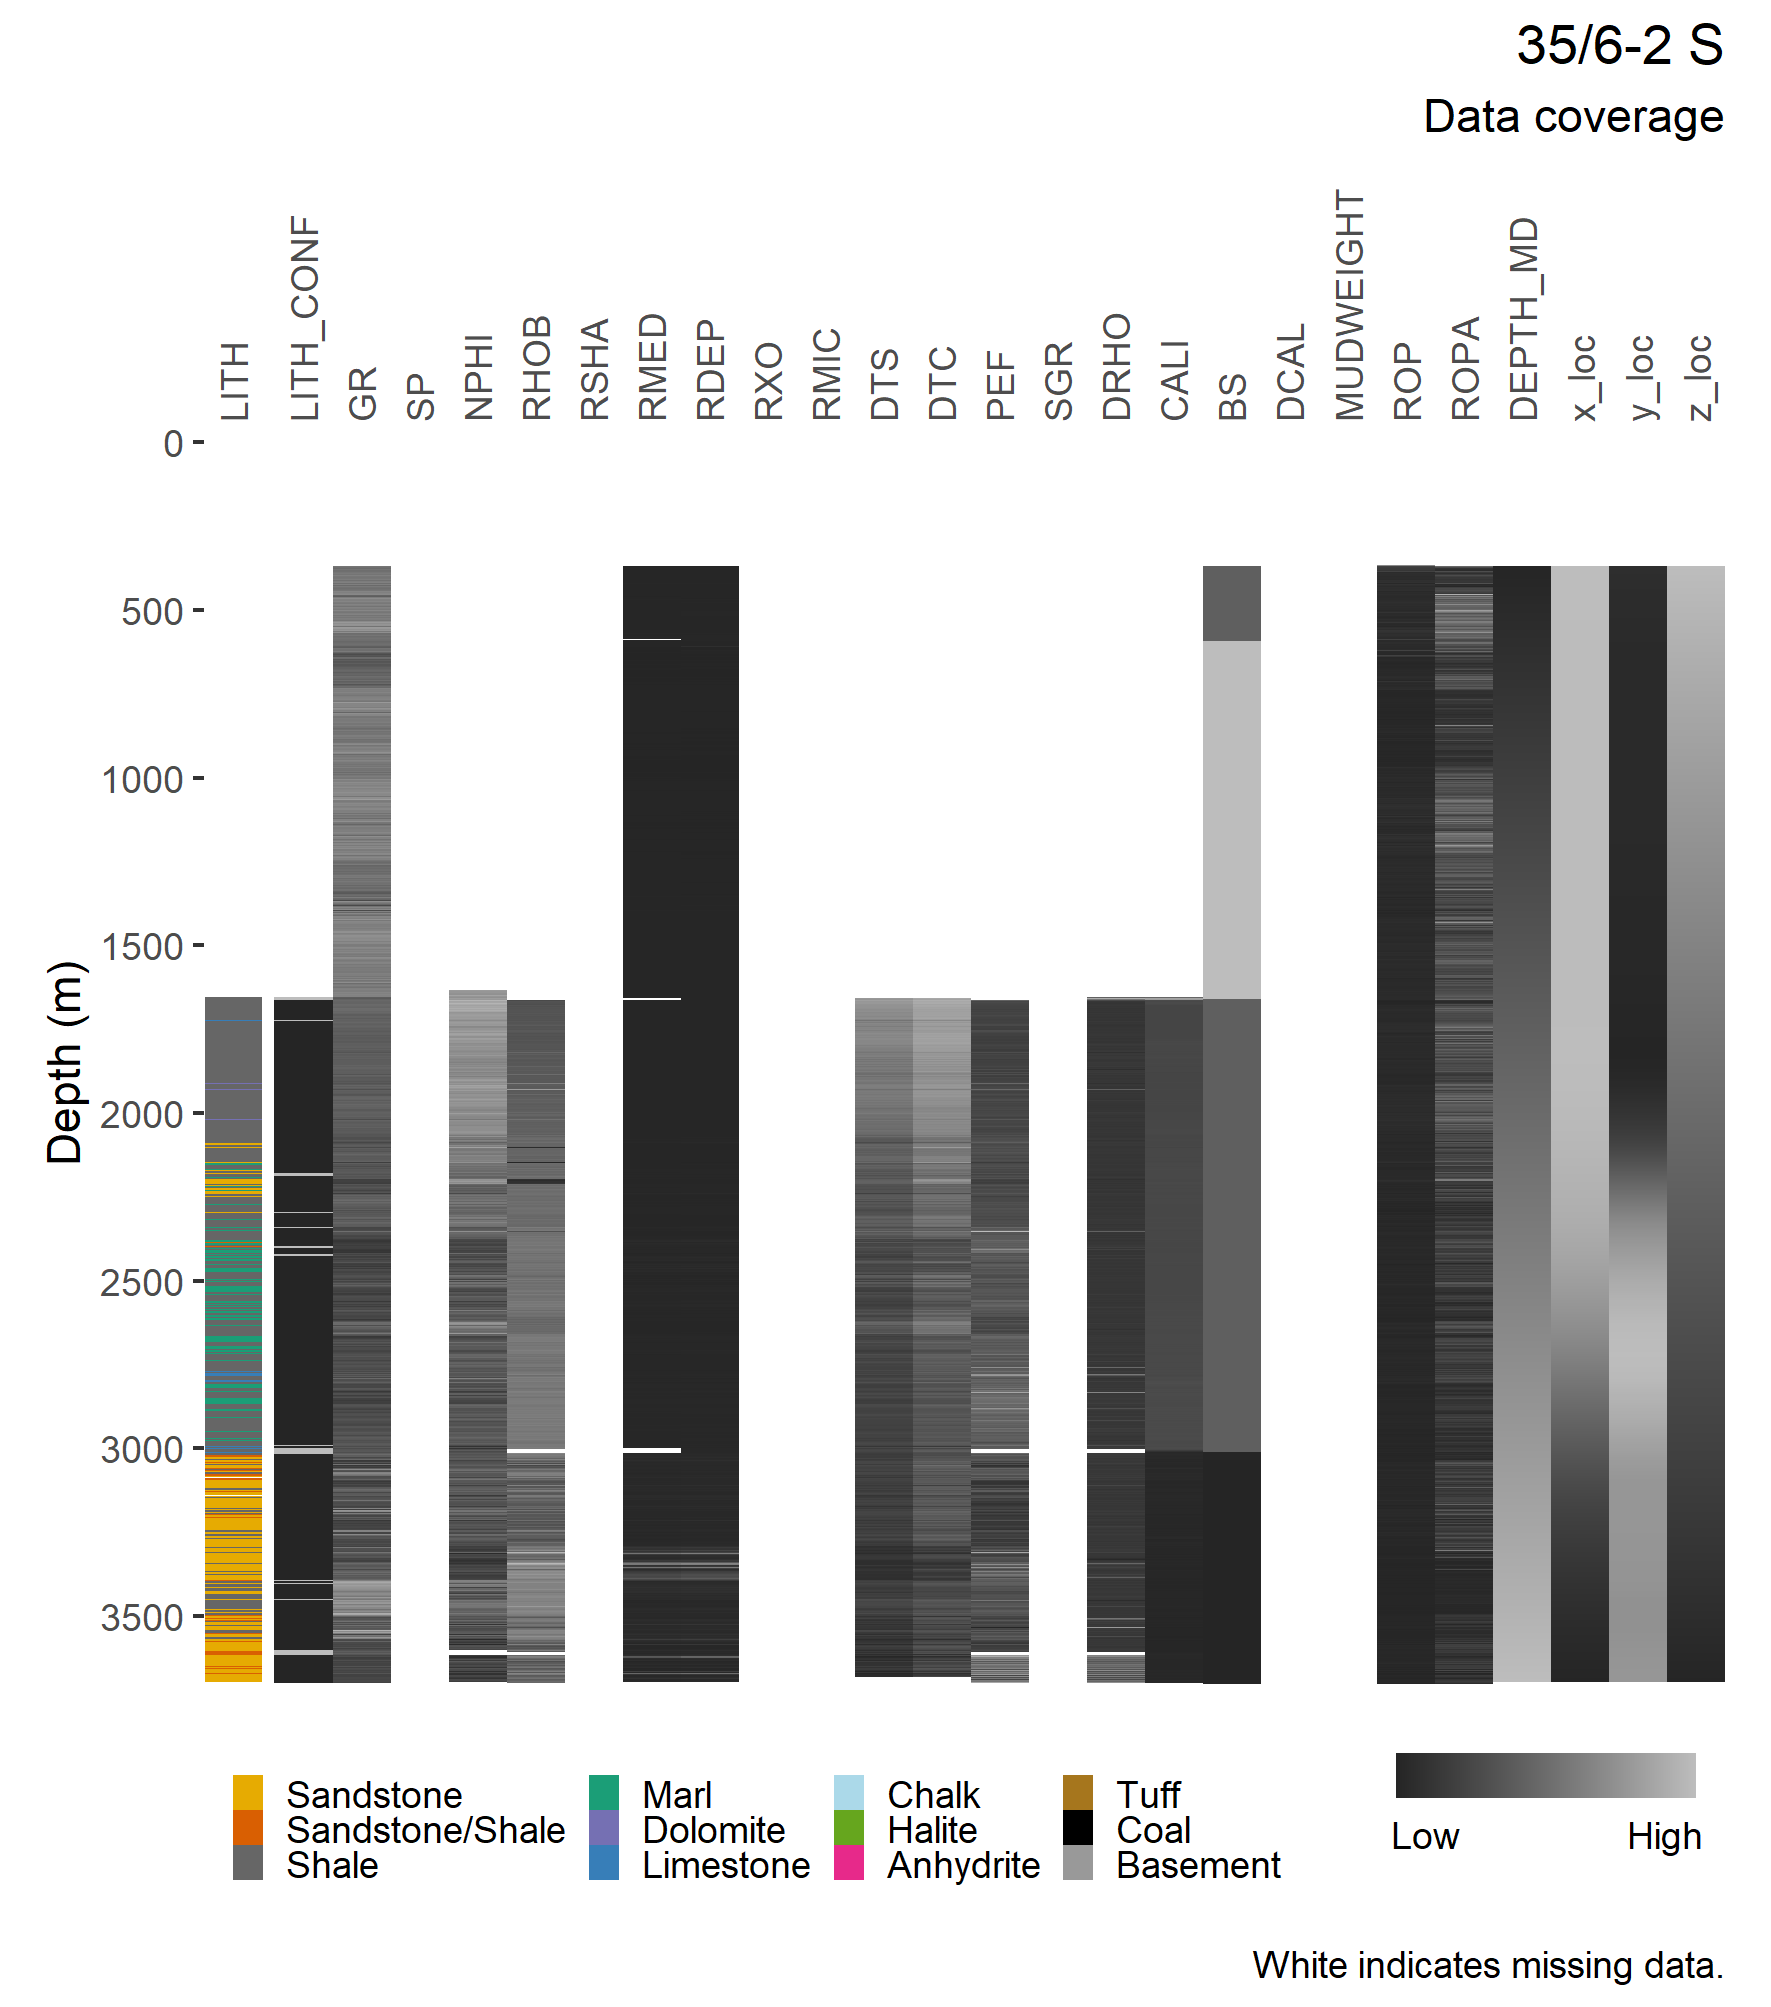 35/6-2 S
Data coverage
LITH
LITH_CONF
GR
SP
NPHI
RHOB
RSHA
RMED
RDEP
RXO
RMIC
DTS
DTC
PEF
SGR
DRHO
CALI
BS
DCAL
MUDWEIGHT
ROP
ROPA
DEPTH_MD
x_loc
y_loc
z_loc
Depth (m)
0
500
1000
1500
2000
2500
3000
3500
Sandstone
Sandstone/Shale
Shale
Marl
Dolomite
Limestone
Chalk
Halite
Anhydrite
Tuff
Coal
Basement
Low High
White indicates missing data.